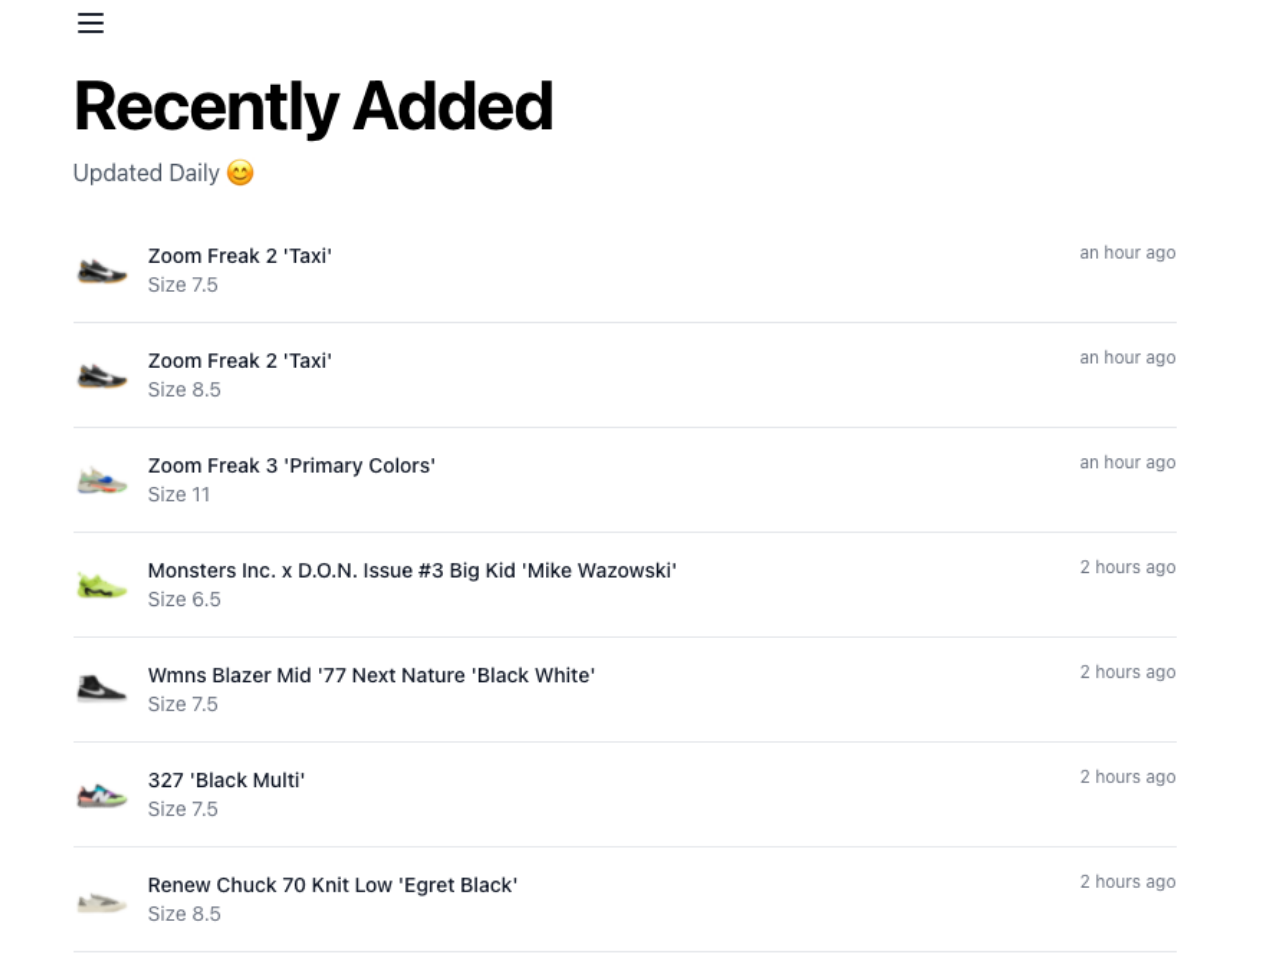 Recently Added
Updated Daily 😊
Zoom Freak 2 'Taxi'
an hour ago
Size 7.5
Zoom Freak 2 'Taxi'
an hour ago
Size 8.5
Zoom Freak 3 'Primary Colors'
an hour ago
Size 11
Monsters Inc. x D.O.N. Issue #3 Big Kid 'Mike Wazowski'
2 hours ago
Size 6.5
Wmns Blazer Mid '77 Next Nature 'Black White'
2 hours ago
Size 7.5
327 'Black Multi'
2 hours ago
Size 7.5
Renew Chuck 70 Knit Low 'Egret Black'
2 hours ago
Size 8.5